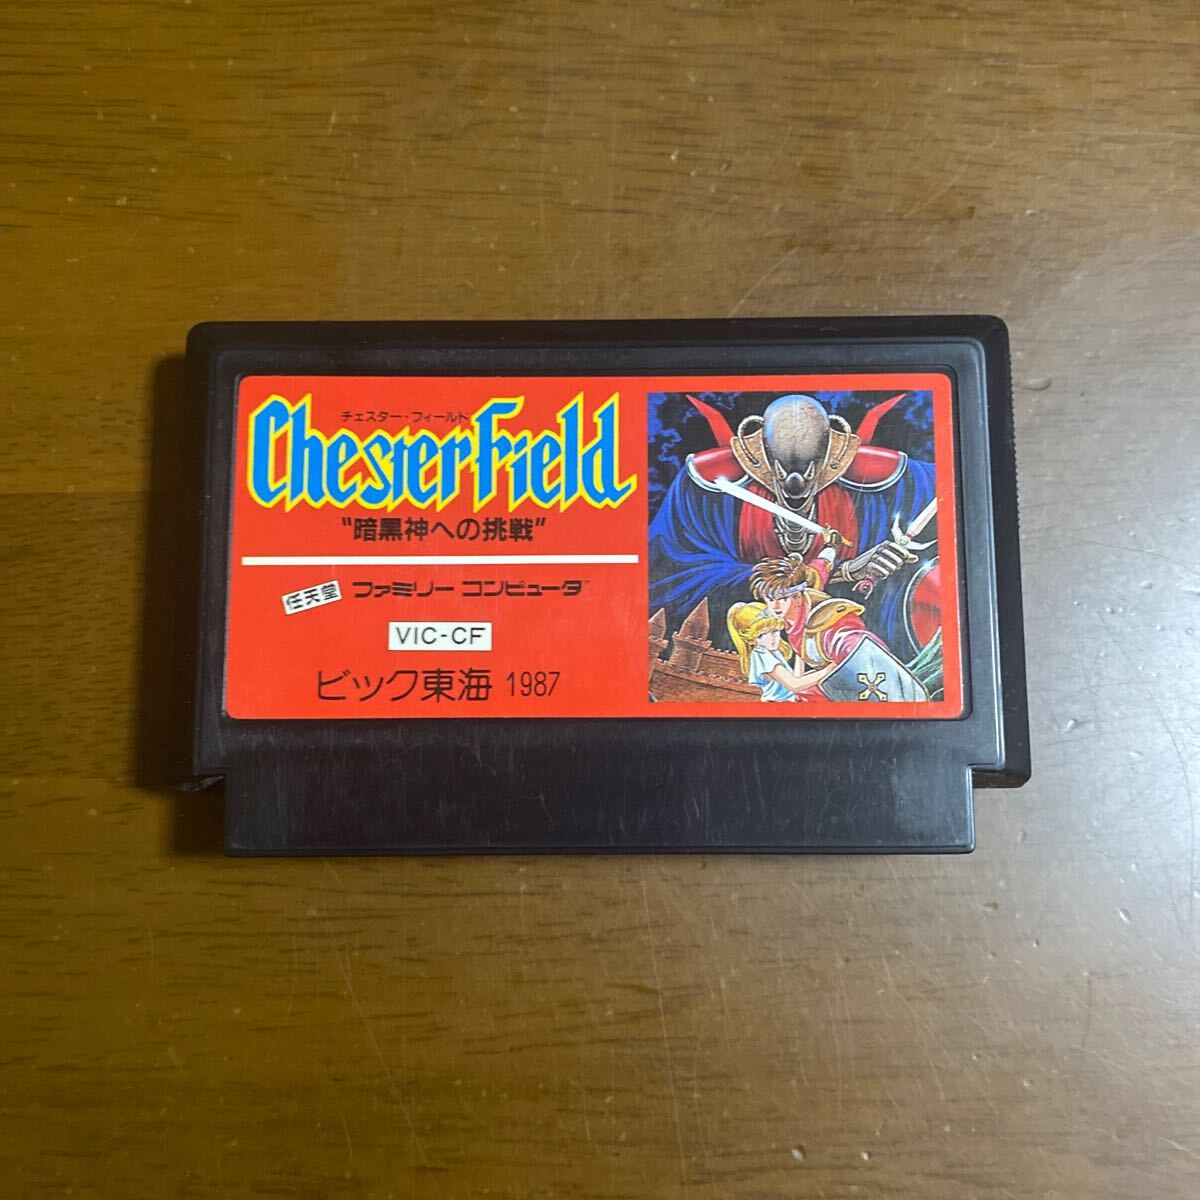 チェスター・フィールド
Chesterfield
"暗黒神への挑戦"
任天堂 ファミリーコンピュータ™
VIC-CF
ビック東海 1987